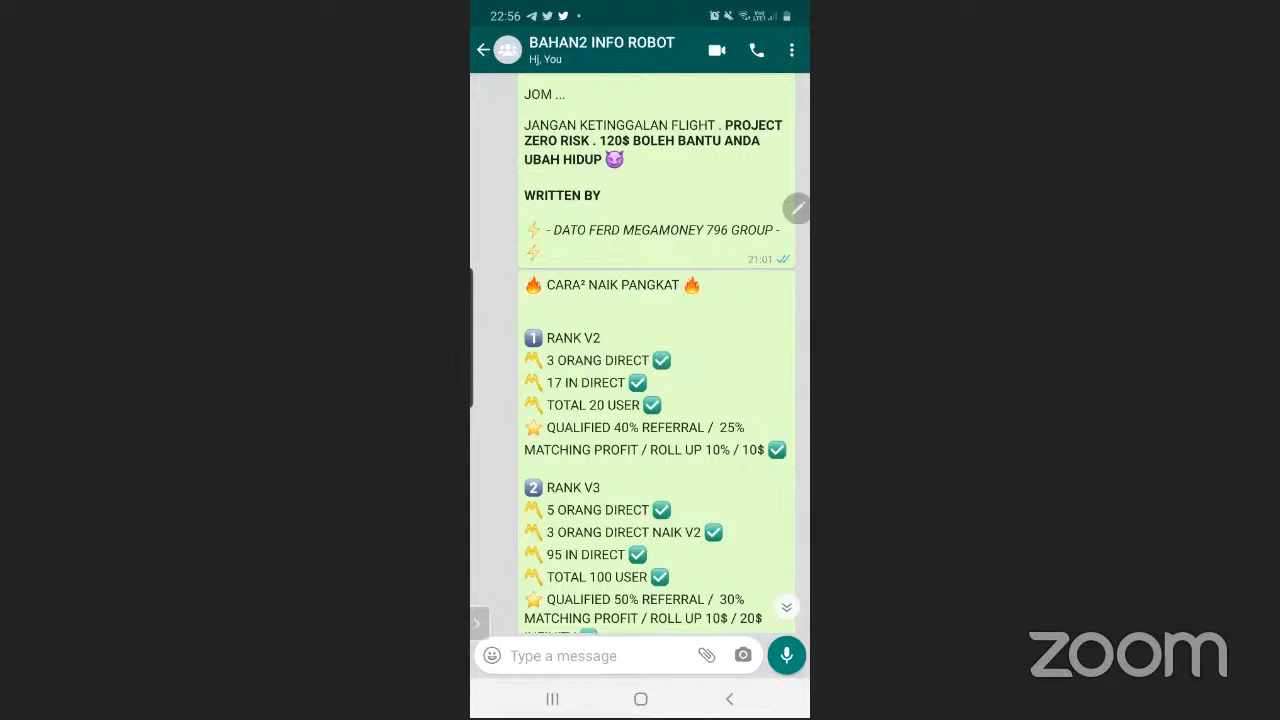 22:56
BAHAN2 INFO ROBOT
Hj, You
JOM ...
JANGAN KETINGGALAN FLIGHT . PROJECT
ZERO RISK . 120$ BOLEH BANTU ANDA
UBAH HIDUP 😈
WRITTEN BY
⚡ - DATO FERD MEGAMONEY 796 GROUP -
⚡
21:01
🔥 CARA² NAIK PANGKAT 🔥
1️⃣ RANK V2
〽️ 3 ORANG DIRECT ✅
〽️ 17 IN DIRECT ✅
〽️ TOTAL 20 USER ✅
⭐ QUALIFIED 40% REFERRAL / 25%
MATCHING PROFIT / ROLL UP 10% / 10$ ✅
2️⃣ RANK V3
〽️ 5 ORANG DIRECT ✅
〽️ 3 ORANG DIRECT NAIK V2 ✅
〽️ 95 IN DIRECT ✅
〽️ TOTAL 100 USER ✅
⭐ QUALIFIED 50% REFERRAL / 30%
MATCHING PROFIT / ROLL UP 10$ / 20$
Type a message
zoom